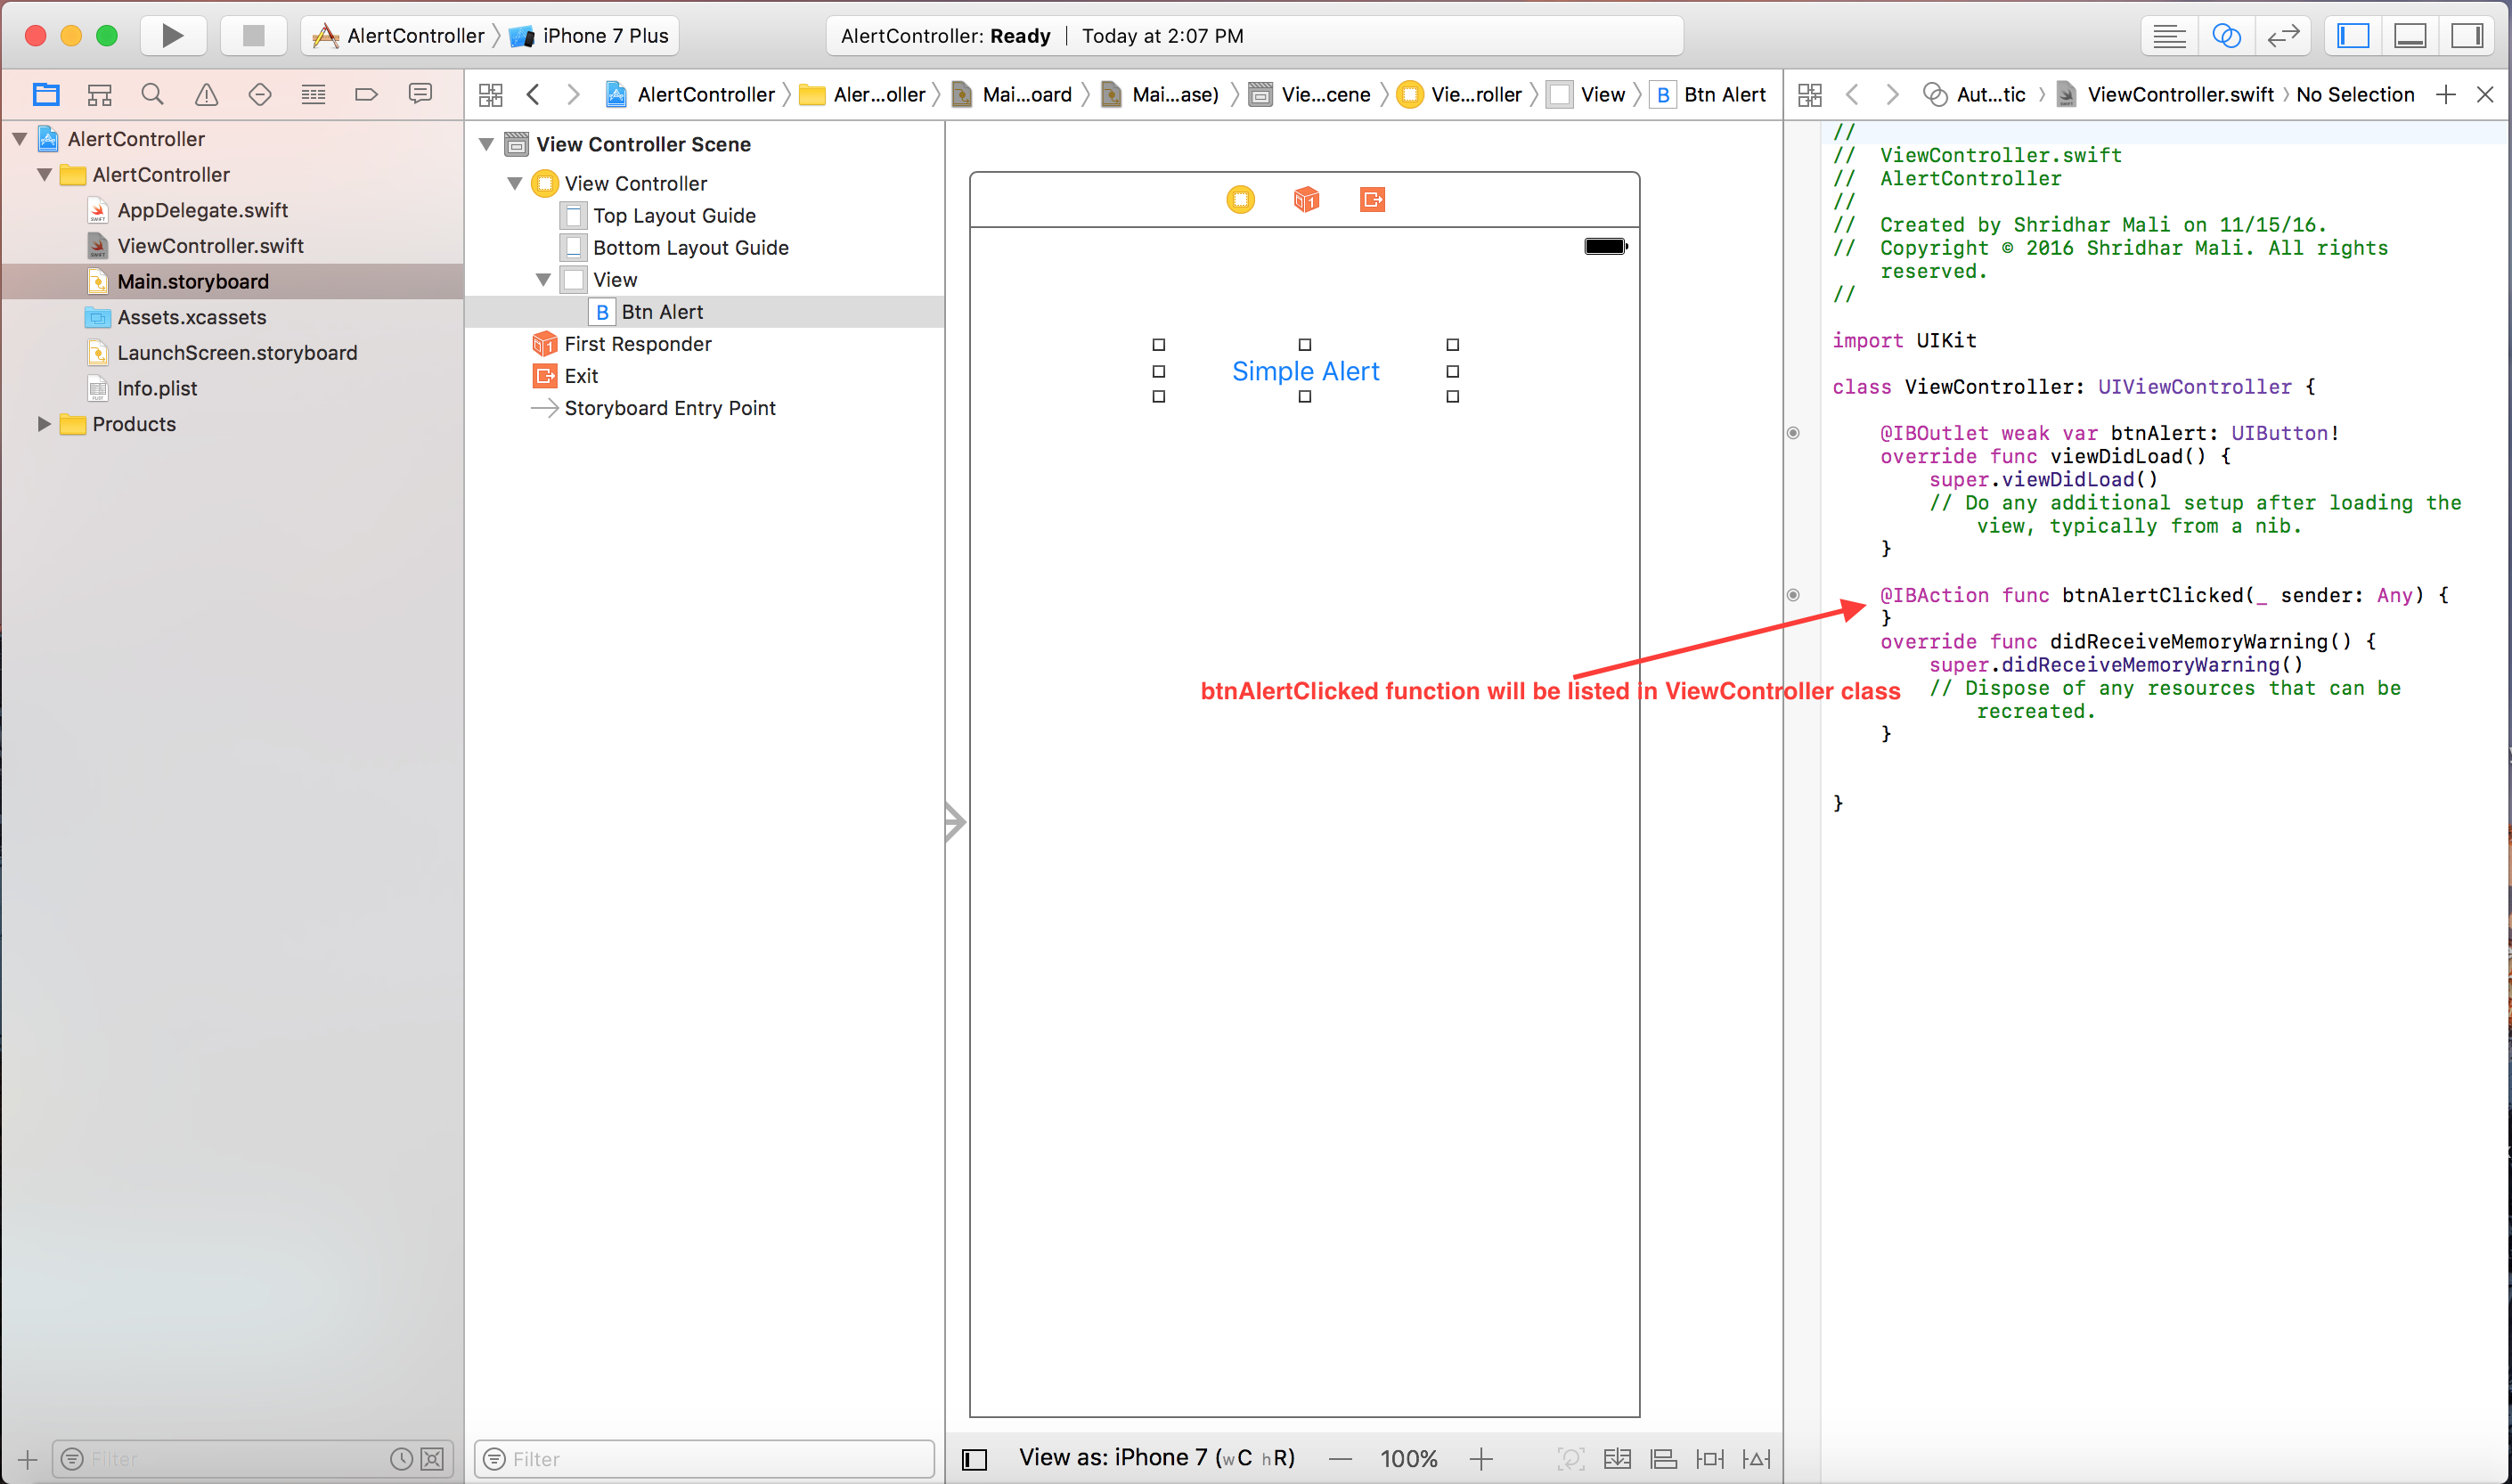 AlertController
iPhone 7 Plus
AlertController: Ready
Today at 2:07 PM
AlertController
Aler...oller
Mai...oard
Mai...ase)
Vie...cene
Vie...roller
View
B
Btn Alert
Aut...tic
ViewController.swift
No Selection
AlertController
AlertController
AppDelegate.swift
ViewController.swift
Main.storyboard
Assets.xcassets
LaunchScreen.storyboard
Info.plist
Products
Filter
View Controller Scene
View Controller
Top Layout Guide
Bottom Layout Guide
View
B
Btn Alert
First Responder
Exit
Storyboard Entry Point
Filter
Simple Alert
btnAlertClicked function will be listed in ViewController class
View as: iPhone 7 (wC hR)
100%
//
// ViewController.swift
// AlertController
//
// Created by Shridhar Mali on 11/15/16.
// Copyright © 2016 Shridhar Mali. All rights
reserved.
//
import UIKit
class ViewController: UIViewController {
@IBOutlet weak var btnAlert: UIButton!
override func viewDidLoad() {
super.viewDidLoad()
// Do any additional setup after loading the
view, typically from a nib.
}
@IBAction func btnAlertClicked(_ sender: Any) {
}
override func didReceiveMemoryWarning() {
super.didReceiveMemoryWarning()
// Dispose of any resources that can be
recreated.
}
}